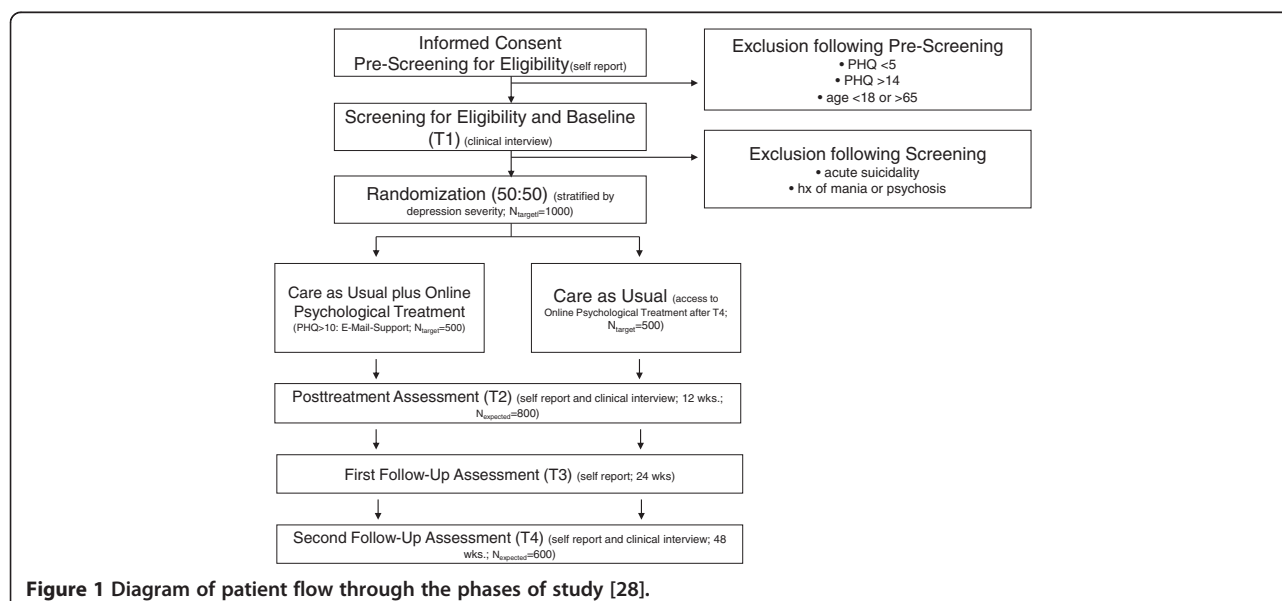 Informed Consent
Pre-Screening for Eligibility (self report)
Exclusion following Pre-Screening
• PHQ <5
• PHQ >14
• age <18 or >65
Screening for Eligibility and Baseline
(T1) (clinical interview)
Exclusion following Screening
• acute suicidality
• hx of mania or psychosis
Randomization (50:50) (stratified by
depression severity; Ntargetl=1000)
Care as Usual plus Online
Psychological Treatment
(PHQ>10: E-Mail-Support; Ntarget=500)
Care as Usual (access to
Online Psychological Treatment after T4;
Ntarget=500)
Posttreatment Assessment (T2) (self report and clinical interview; 12 wks.;
Nexpected=800)
First Follow-Up Assessment (T3) (self report; 24 wks)
Second Follow-Up Assessment (T4) (self report and clinical interview; 48
wks.; Nexpected=600)
Figure 1 Diagram of patient flow through the phases of study [28].